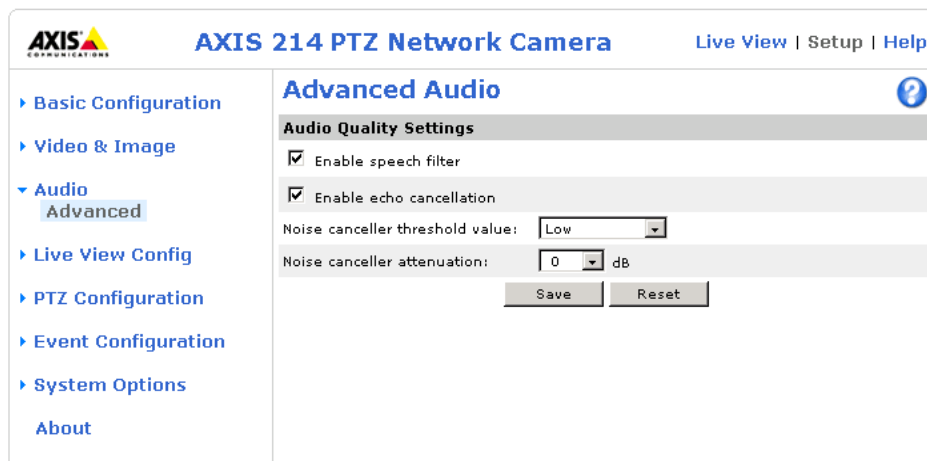 AXIS
COMMUNICATIONS
AXIS 214 PTZ Network Camera
Live View | Setup | Help
Basic Configuration
Video & Image
Audio
Advanced
Live View Config
PTZ Configuration
Event Configuration
System Options
About
Advanced Audio
?
Audio Quality Settings
Enable speech filter
Enable echo cancellation
Noise canceller threshold value: Low
Noise canceller attenuation: 0 dB
Save Reset